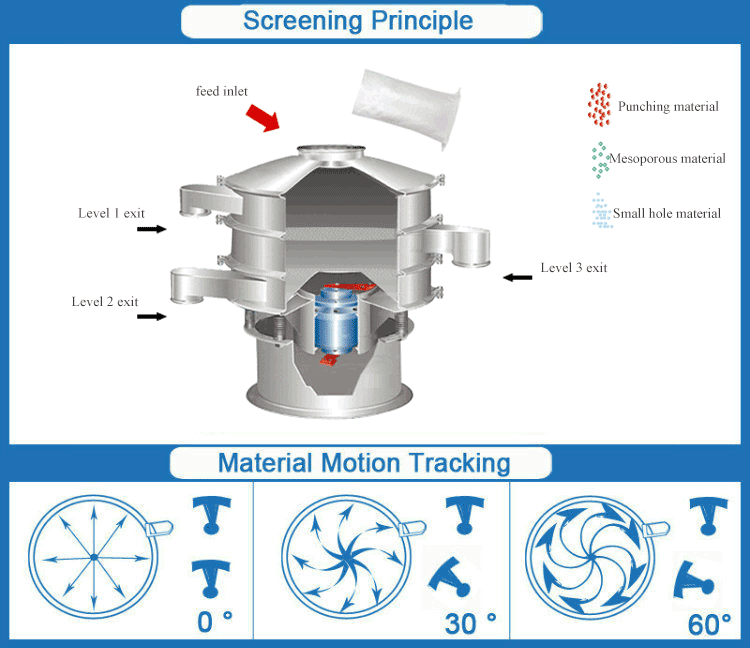 Screening Principle
feed inlet
Punching material
Mesoporous material
Small hole material
Level 1 exit
Level 3 exit
Level 2 exit
Material Motion Tracking
0 °
30 °
60°